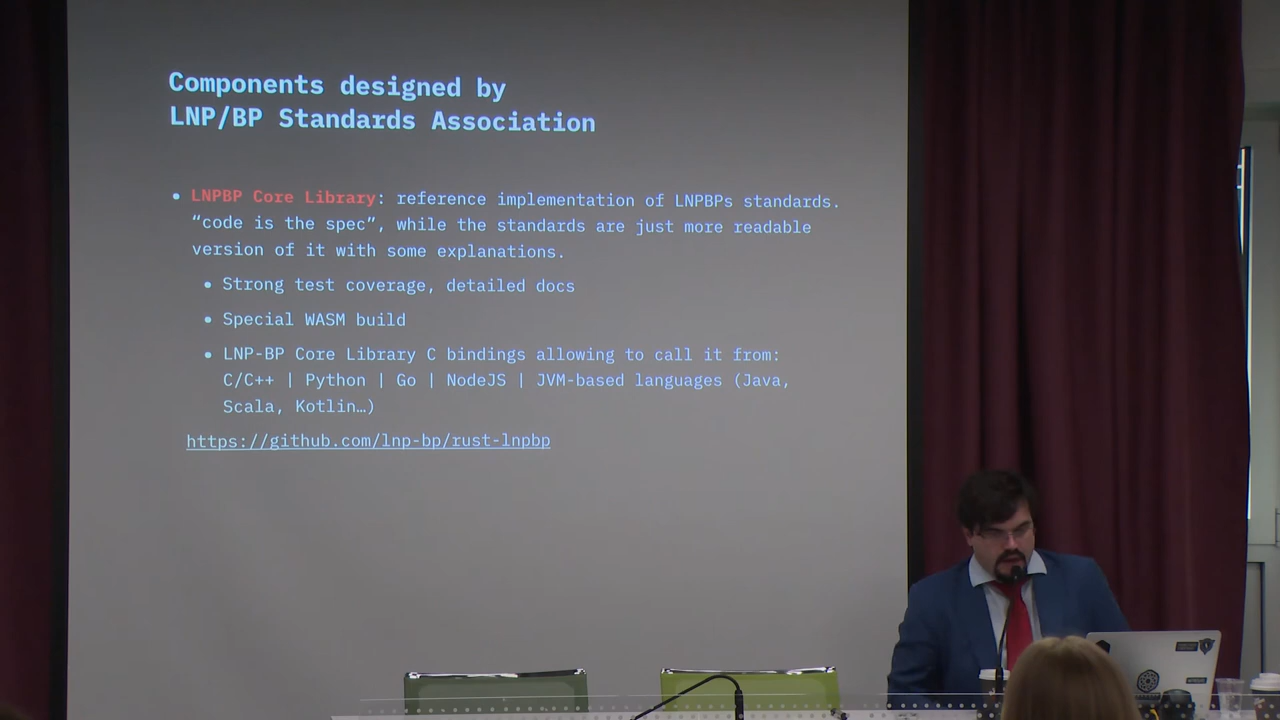 Components designed by
LNP/BP Standards Association
• LNPBP Core Library: reference implementation of LNPBPs standards.
“code is the spec”, while the standards are just more readable
version of it with some explanations.
• Strong test coverage, detailed docs
• Special WASM build
• LNP-BP Core Library C bindings allowing to call it from:
C/C++ | Python | Go | NodeJS | JVM-based languages (Java,
Scala, Kotlin…)
https://github.com/lnp-bp/rust-lnpbp